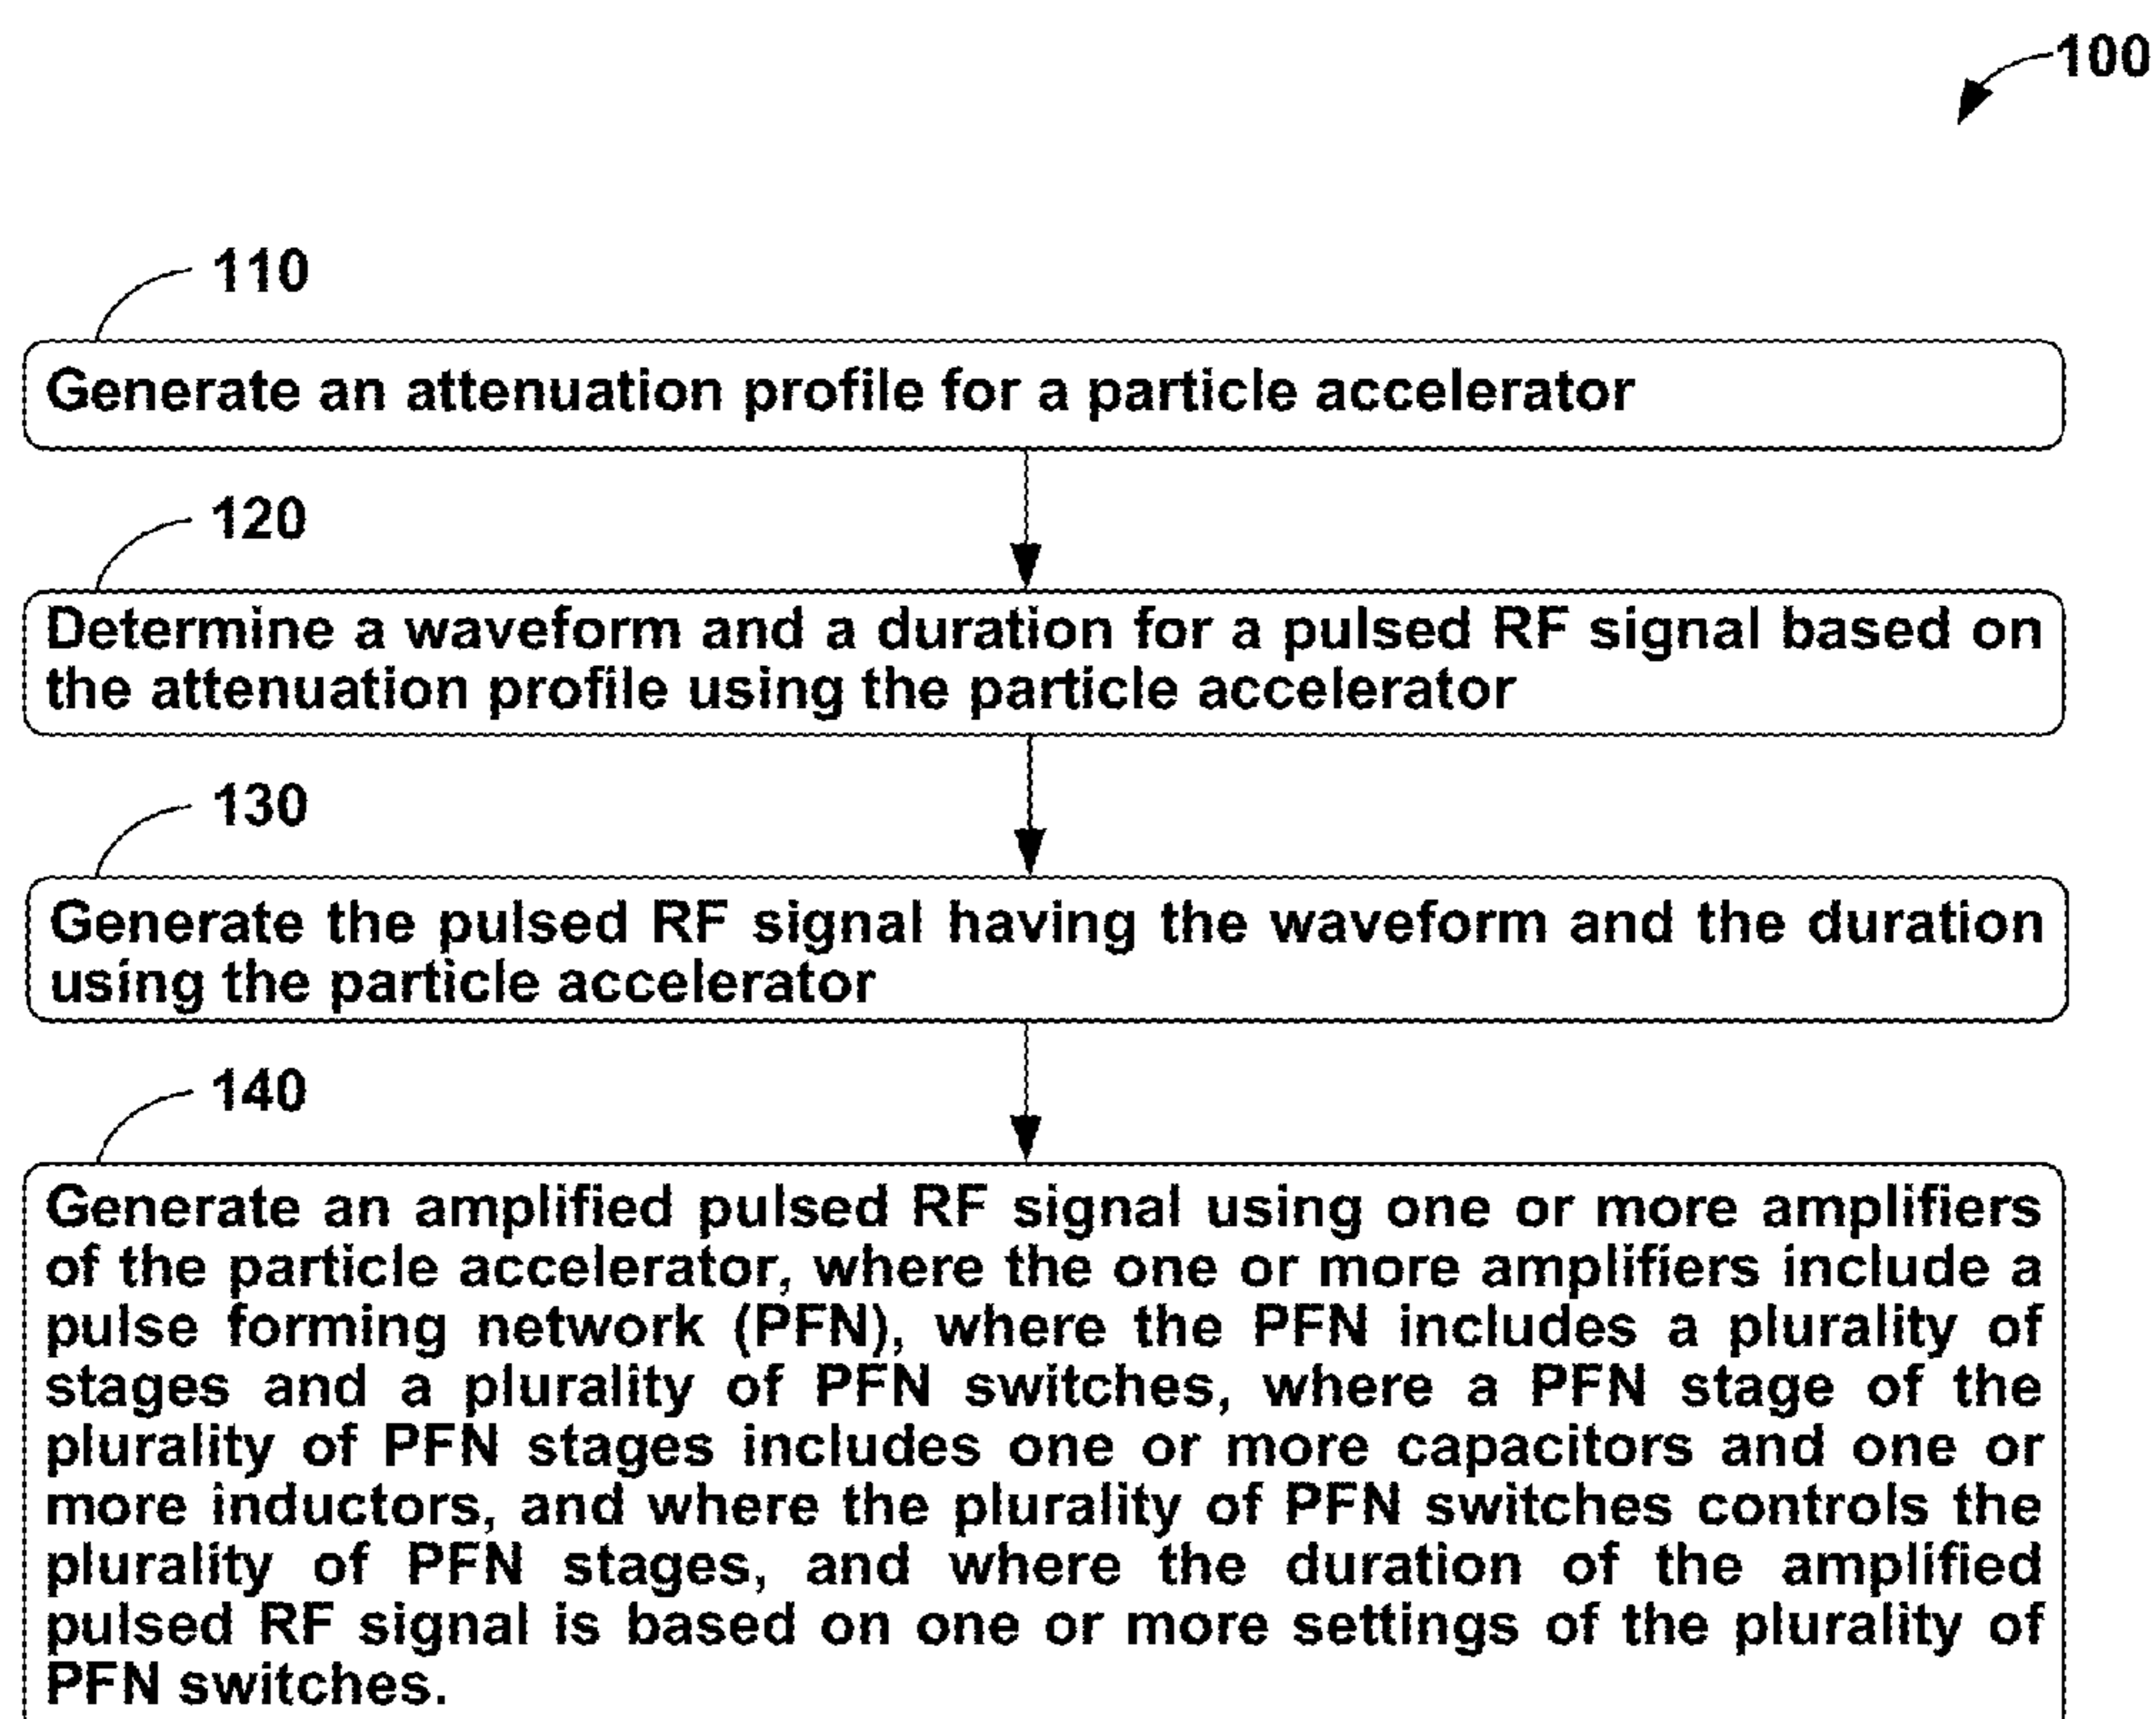 100
110
Generate an attenuation profile for a particle accelerator
120
Determine a waveform and a duration for a pulsed RF signal based on
the attenuation profile using the particle accelerator
130
Generate the pulsed RF signal having the waveform and the duration
using the particle accelerator
140
Generate an amplified pulsed RF signal using one or more amplifiers
of the particle accelerator, where the one or more amplifiers include a
pulse forming network (PFN), where the PFN includes a plurality of
stages and a plurality of PFN switches, where a PFN stage of the
plurality of PFN stages includes one or more capacitors and one or
more inductors, and where the plurality of PFN switches controls the
plurality of PFN stages, and where the duration of the amplified
pulsed RF signal is based on one or more settings of the plurality of
PFN switches.